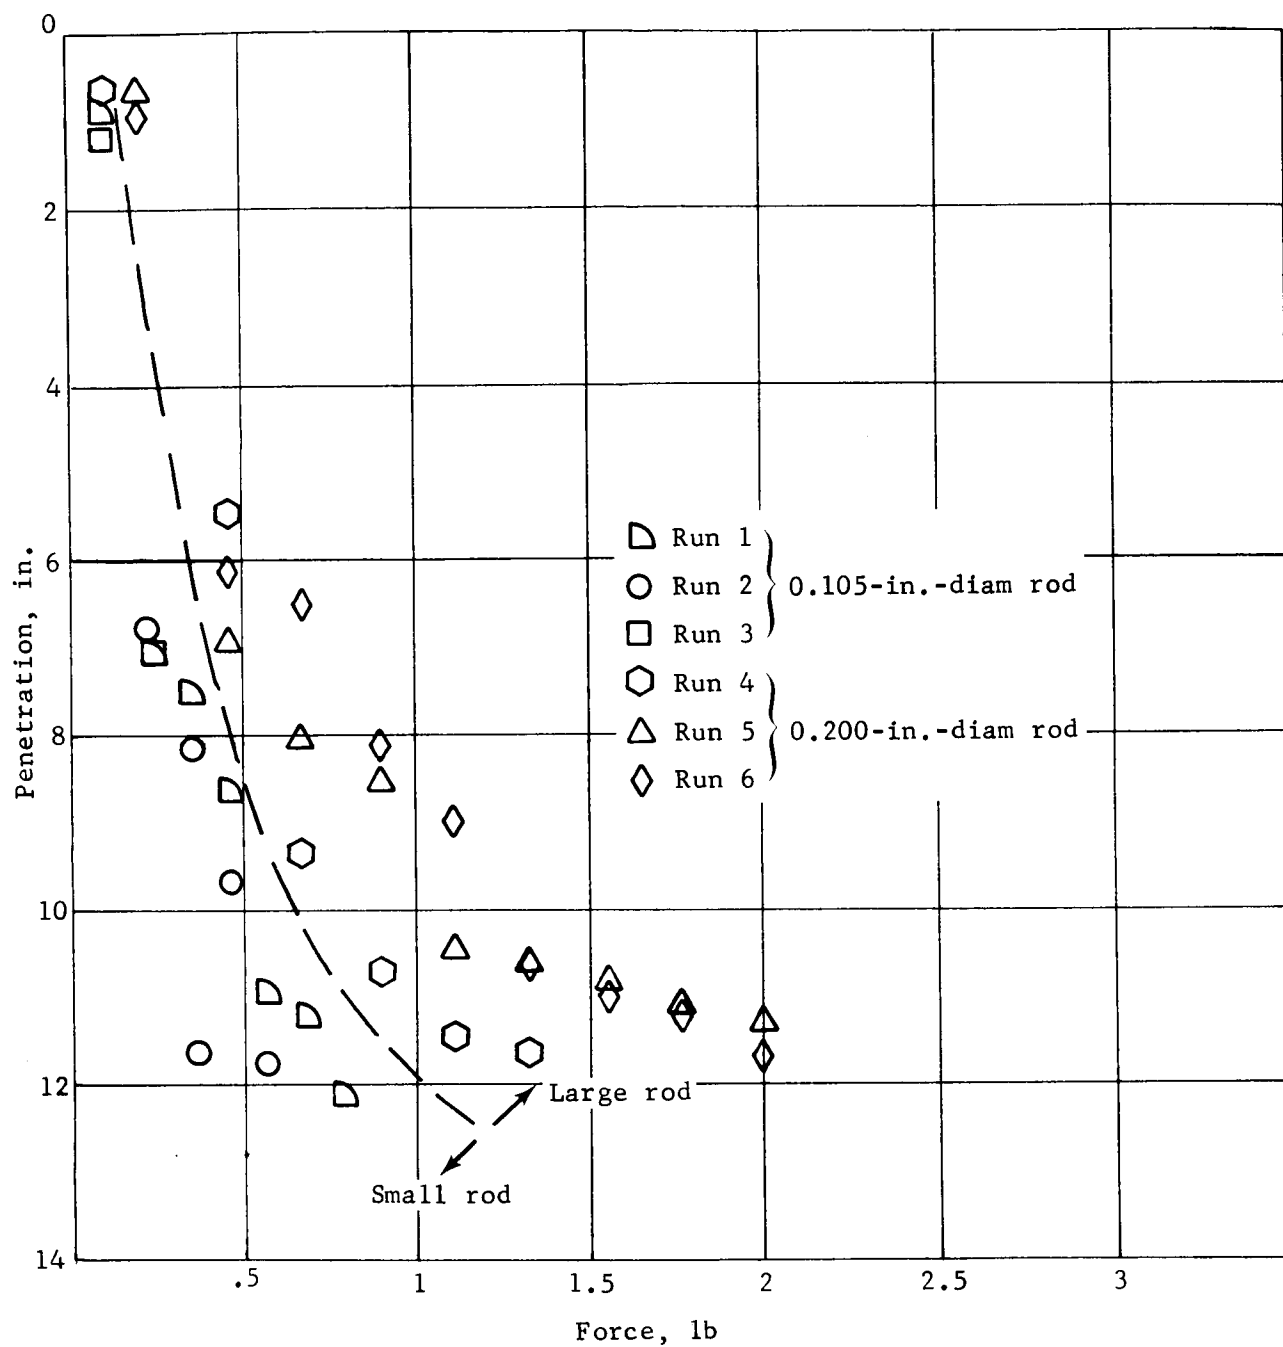 0
2
4
6
8
10
12
14
Penetration, in.
Run 1
Run 2
0.105-in.-diam rod
Run 3
Run 4
Run 5
0.200-in.-diam rod
Run 6
Large rod
Small rod
.5
1
1.5
2
2.5
3
Force, lb